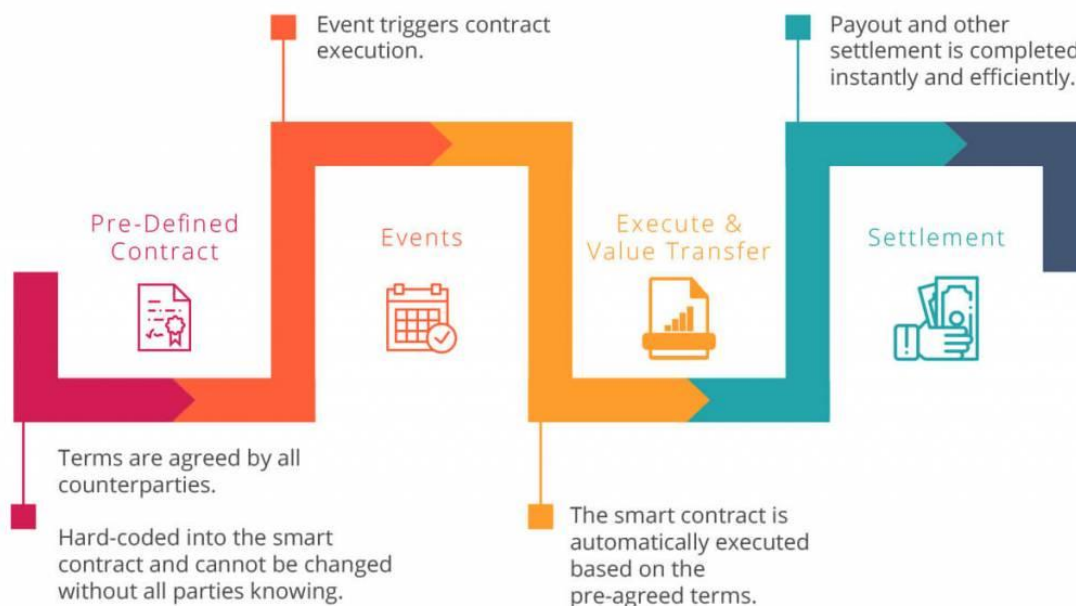 Event triggers contract
execution.
Payout and other
settlement is completed
instantly and efficiently.
Pre-Defined
Contract
Events
Execute &
Value Transfer
Settlement
Terms are agreed by all
counterparties.
Hard-coded into the smart
contract and cannot be changed
without all parties knowing.
The smart contract is
automatically executed
based on the
pre-agreed terms.